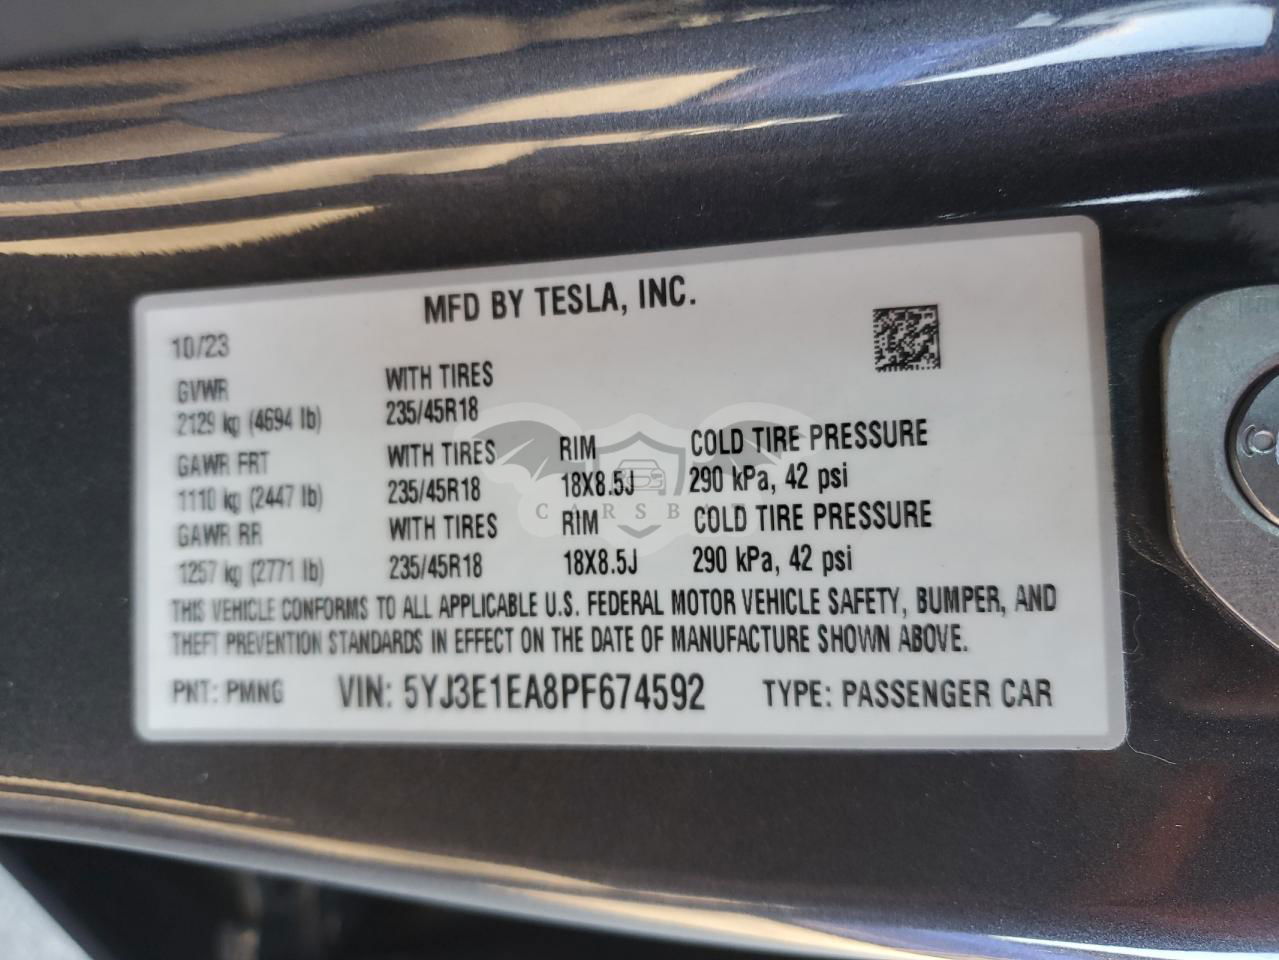 MFD BY TESLA, INC.
10/23
GVWR
2129 kg (4694 lb)
WITH TIRES
235/45R18
GAWR FRT
1110 kg (2447 lb)
WITH TIRES
235/45R18
RIM
18X8.5J
COLD TIRE PRESSURE
290 kPa, 42 psi
GAWR RR
1257 kg (2771 lb)
WITH TIRES
235/45R18
RIM
18X8.5J
COLD TIRE PRESSURE
290 kPa, 42 psi
THIS VEHICLE CONFORMS TO ALL APPLICABLE U.S. FEDERAL MOTOR VEHICLE SAFETY, BUMPER, AND
THEFT PREVENTION STANDARDS IN EFFECT ON THE DATE OF MANUFACTURE SHOWN ABOVE.
PNT: PMNG VIN: 5YJ3E1EA8PF674592 TYPE: PASSENGER CAR